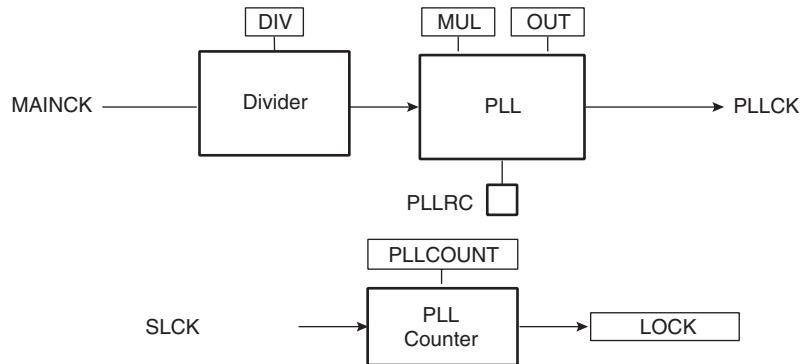 DIV
MUL
OUT
MAINCK
Divider
PLL
PLLCK
PLLRC
PLLCOUNT
SLCK
PLL
Counter
LOCK